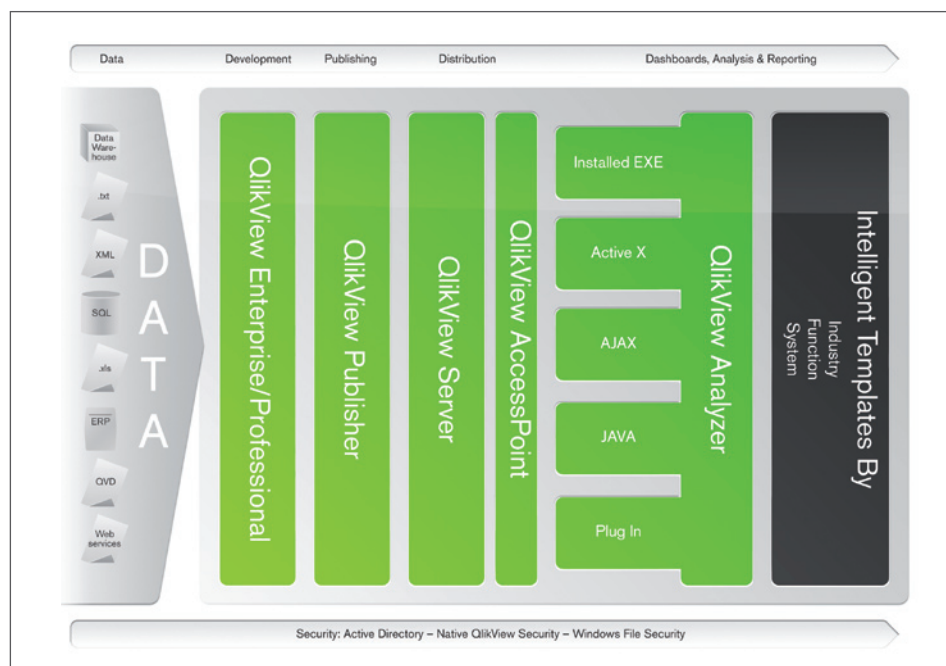 Data
Development
Publishing
Distribution
Dashboards, Analysis & Reporting
Data
Ware-
house
.txt
XML
SQL
.xls
ERP
QVD
Web
services
DATA
QlikView Enterprise/Professional
QlikView Publisher
QlikView Server
QlikView AccessPoint
Installed EXE
Active X
AJAX
JAVA
Plug In
QlikView Analyzer
Intelligent Templates By
Industry
Function
System
Security: Active Directory – Native QlikView Security – Windows File Security